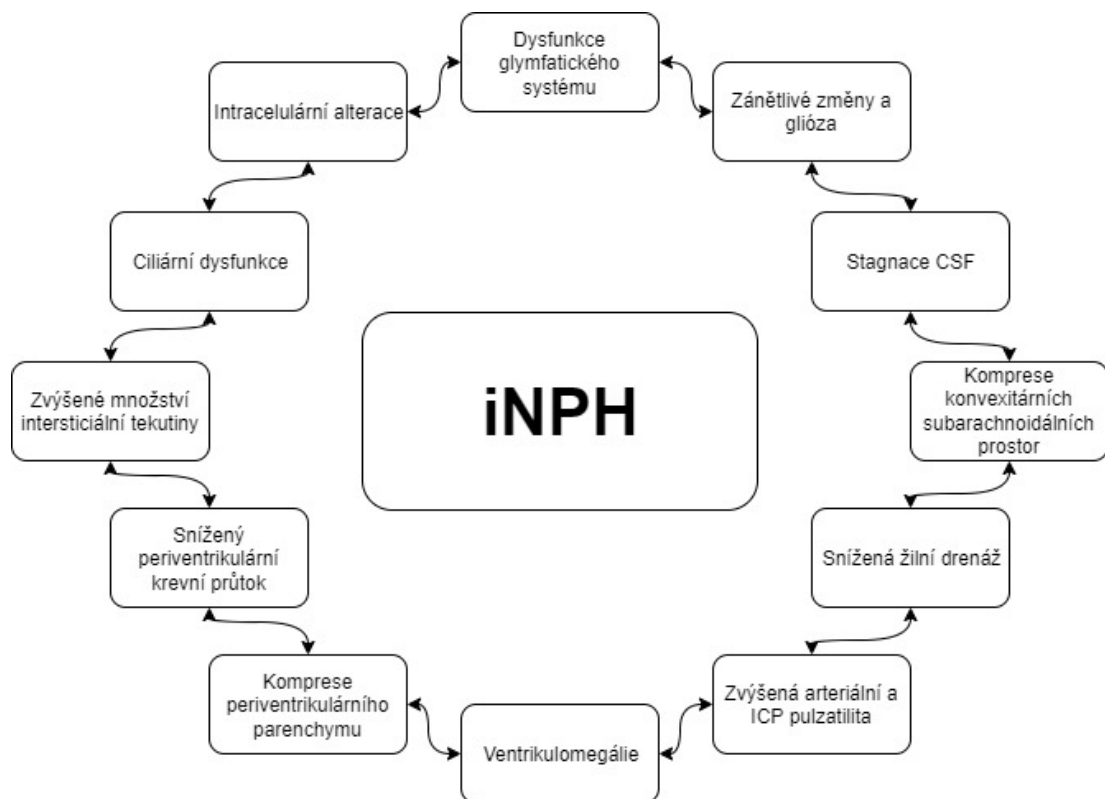 Dysfunkce
glymfatického
systému
Intracelulární alterace
Zánětlivé změny a
glióza
Ciliární dysfunkce
Stagnace CSF
iNPH
Zvýšené množství
intersticiální tekutiny
Komprese
konvexitárních
subarachnoidálních
prostor
Snížený
periventrikulární
krevní průtok
Snížená žilní drenáž
Komprese
periventrikulárního
parenchymu
Ventrikulomegálie
Zvýšená arteriální a
ICP pulzatilita